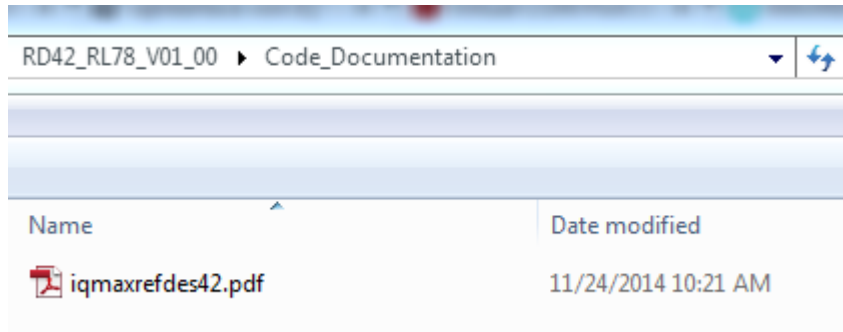 RD42_RL78_V01_00 ▸ Code_Documentation
Name Date modified
iqmaxrefdes42.pdf 11/24/2014 10:21 AM